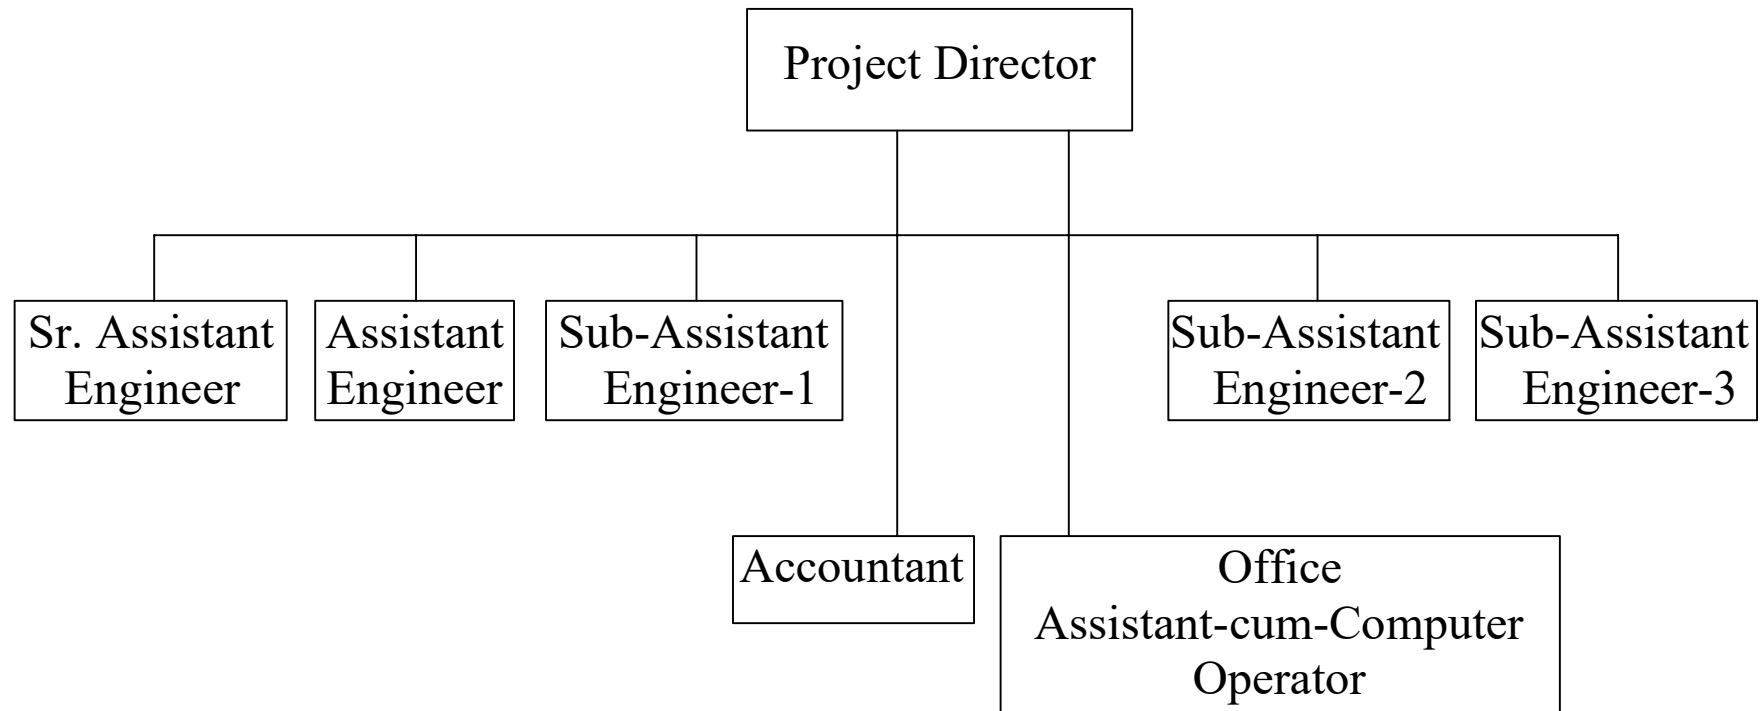 Project Director
Sr. Assistant
Engineer
Assistant
Engineer
Sub-Assistant
Engineer-1
Sub-Assistant
Engineer-2
Sub-Assistant
Engineer-3
Accountant
Office
Assistant-cum-Computer
Operator